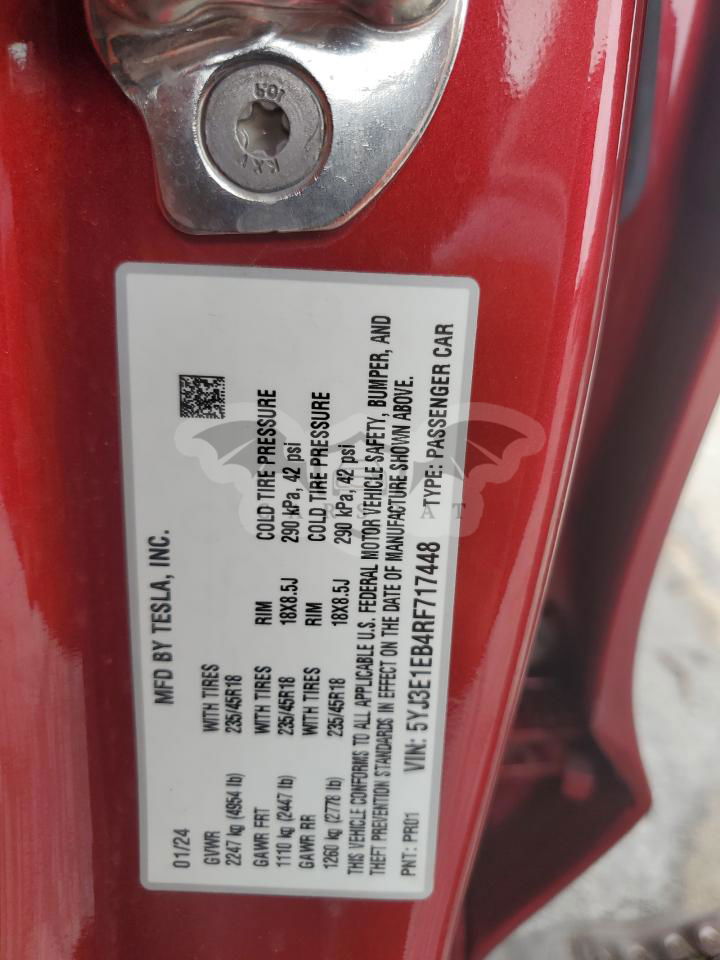 MFD BY TESLA, INC.
01/24
GVWR WITH TIRES
2247 kg (4954 lb) 235/45R18
GAWR FRT WITH TIRES RIM COLD TIRE PRESSURE
1110 kg (2447 lb) 235/45R18 18X8.5J 290 kPa, 42 psi
GAWR RR WITH TIRES RIM COLD TIRE PRESSURE
1260 kg (2778 lb) 235/45R18 18X8.5J 290 kPa, 42 psi
THIS VEHICLE CONFORMS TO ALL APPLICABLE U.S. FEDERAL MOTOR VEHICLE SAFETY, BUMPER, AND
THEFT PREVENTION STANDARDS IN EFFECT ON THE DATE OF MANUFACTURE SHOWN ABOVE.
PNT: PR01 VIN: 5YJ3E1EB4RF717448 TYPE: PASSENGER CAR